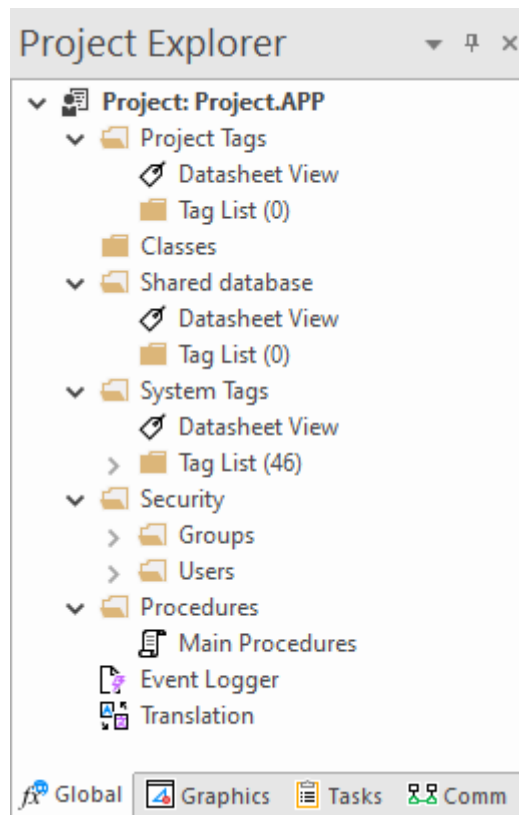 Project Explorer
Project: Project.APP
Project Tags
Datasheet View
Tag List (0)
Classes
Shared database
Datasheet View
Tag List (0)
System Tags
Datasheet View
Tag List (46)
Security
Groups
Users
Procedures
Main Procedures
Event Logger
Translation
Global Graphics Tasks Comm